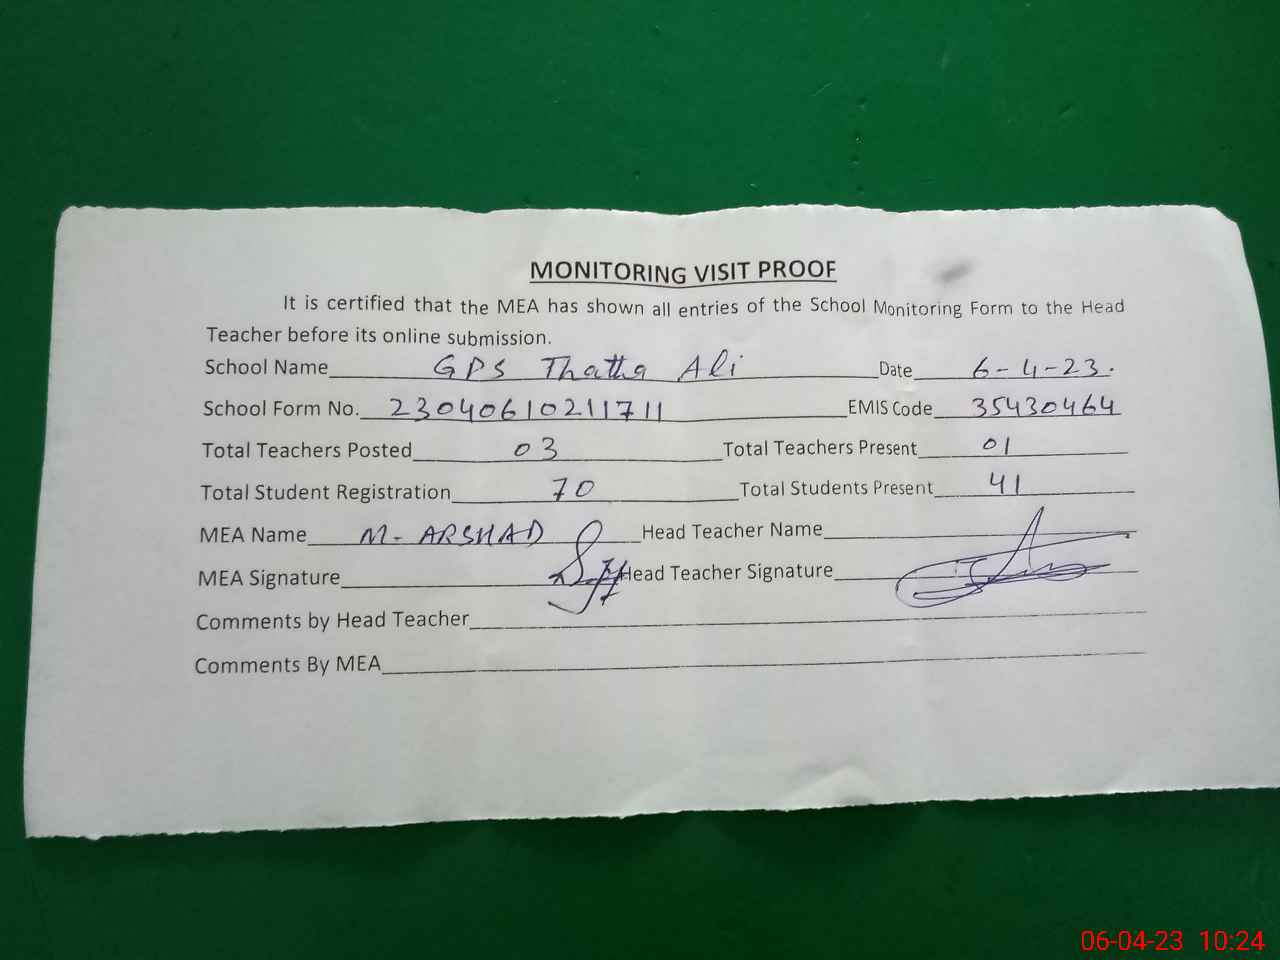 MONITORING VISIT PROOF
It is certified that the MEA has shown all entries of the School Monitoring Form to the Head
Teacher before its online submission.
School Name GPS Thatha Ali Date 6-4-23.
School Form No. 23040610211711 EMIS Code 35430464
Total Teachers Posted 03 Total Teachers Present 01
Total Student Registration 70 Total Students Present 41
MEA Name M- ARSHAD Head Teacher Name
MEA Signature Head Teacher Signature
Comments by Head Teacher
Comments By MEA
06-04-23 10:24